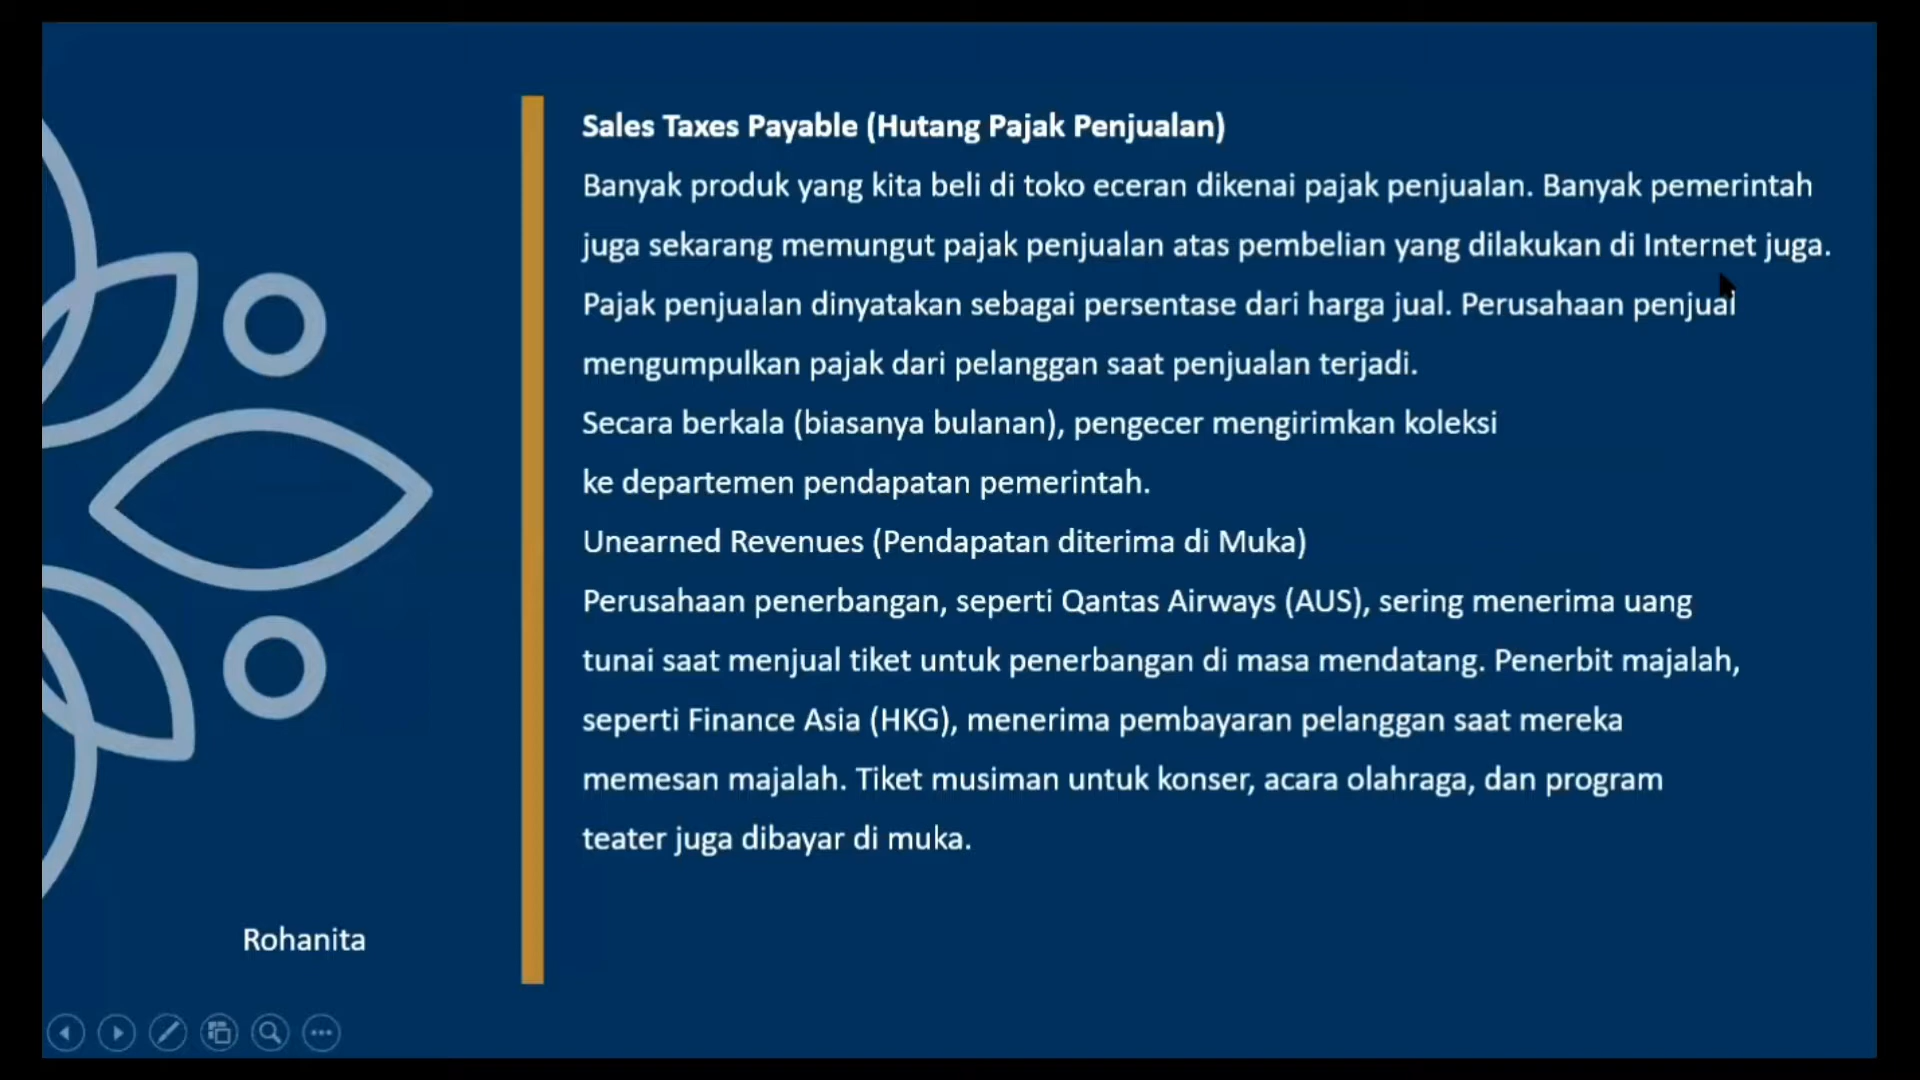 Sales Taxes Payable (Hutang Pajak Penjualan)
Banyak produk yang kita beli di toko eceran dikenai pajak penjualan. Banyak pemerintah
juga sekarang memungut pajak penjualan atas pembelian yang dilakukan di Internet juga.
Pajak penjualan dinyatakan sebagai persentase dari harga jual. Perusahaan penjual
mengumpulkan pajak dari pelanggan saat penjualan terjadi.
Secara berkala (biasanya bulanan), pengecer mengirimkan koleksi
ke departemen pendapatan pemerintah.
Unearned Revenues (Pendapatan diterima di Muka)
Perusahaan penerbangan, seperti Qantas Airways (AUS), sering menerima uang
tunai saat menjual tiket untuk penerbangan di masa mendatang. Penerbit majalah,
seperti Finance Asia (HKG), menerima pembayaran pelanggan saat mereka
memesan majalah. Tiket musiman untuk konser, acara olahraga, dan program
teater juga dibayar di muka.
Rohanita